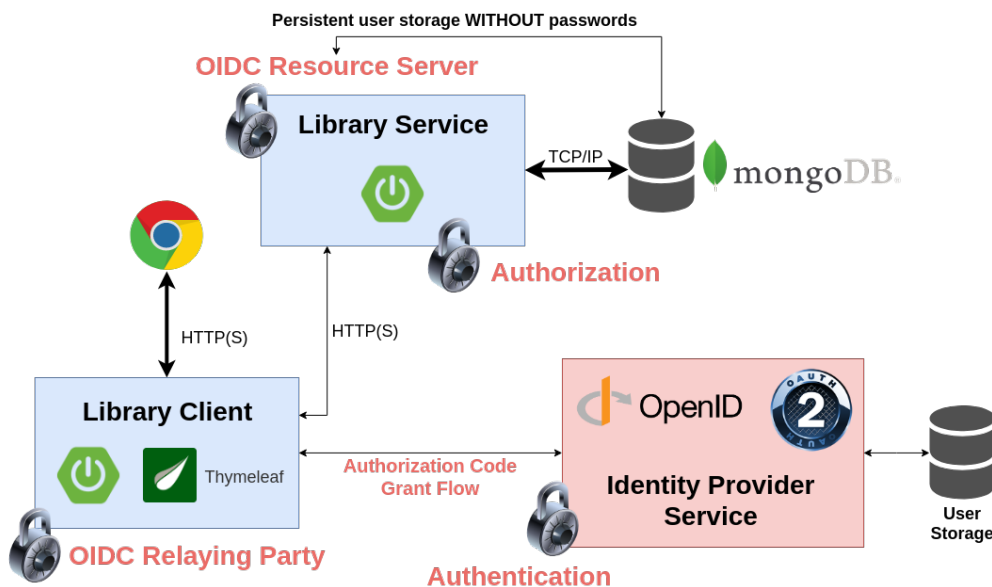 Persistent user storage WITHOUT passwords
OIDC Resource Server
Library Service
TCP/IP
mongoDB®
Authorization
HTTP(S)
HTTP(S)
Library Client
Thymeleaf
OpenID
OAUTH
2
OAUTH
Authorization Code
Grant Flow
Identity Provider
Service
User
Storage
OIDC Relaying Party
Authentication